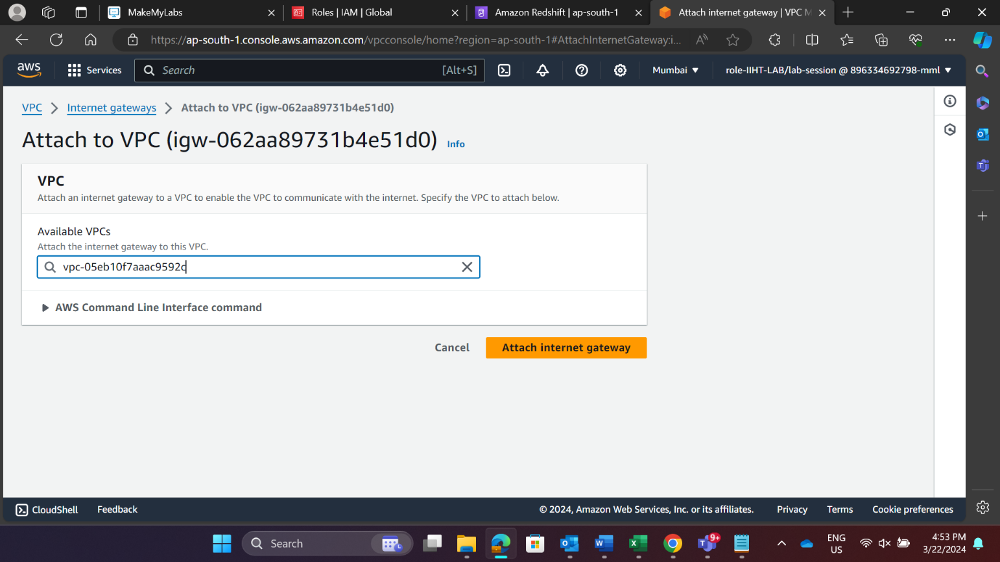 MakeMyLabs
Roles | IAM | Global
Amazon Redshift | ap-south-1
Attach internet gateway | VPC M
https://ap-south-1.console.aws.amazon.com/vpcconsole/home?region=ap-south-1#AttachInternetGateway:i...
aws
Services
Search
[Alt+S]
Mumbai
role-IIHT-LAB/lab-session @ 896334692798-mml
VPC
Internet gateways
Attach to VPC (igw-062aa89731b4e51d0)
Attach to VPC (igw-062aa89731b4e51d0)
Info
VPC
Attach an internet gateway to a VPC to enable the VPC to communicate with the internet. Specify the VPC to attach below.
Available VPCs
Attach the internet gateway to this VPC.
vpc-05eb10f7aaac9592c
AWS Command Line Interface command
Cancel
Attach internet gateway
CloudShell
Feedback
© 2024, Amazon Web Services, Inc. or its affiliates.
Privacy
Terms
Cookie preferences
Search
9+
ENG
US
4:53 PM
3/22/2024